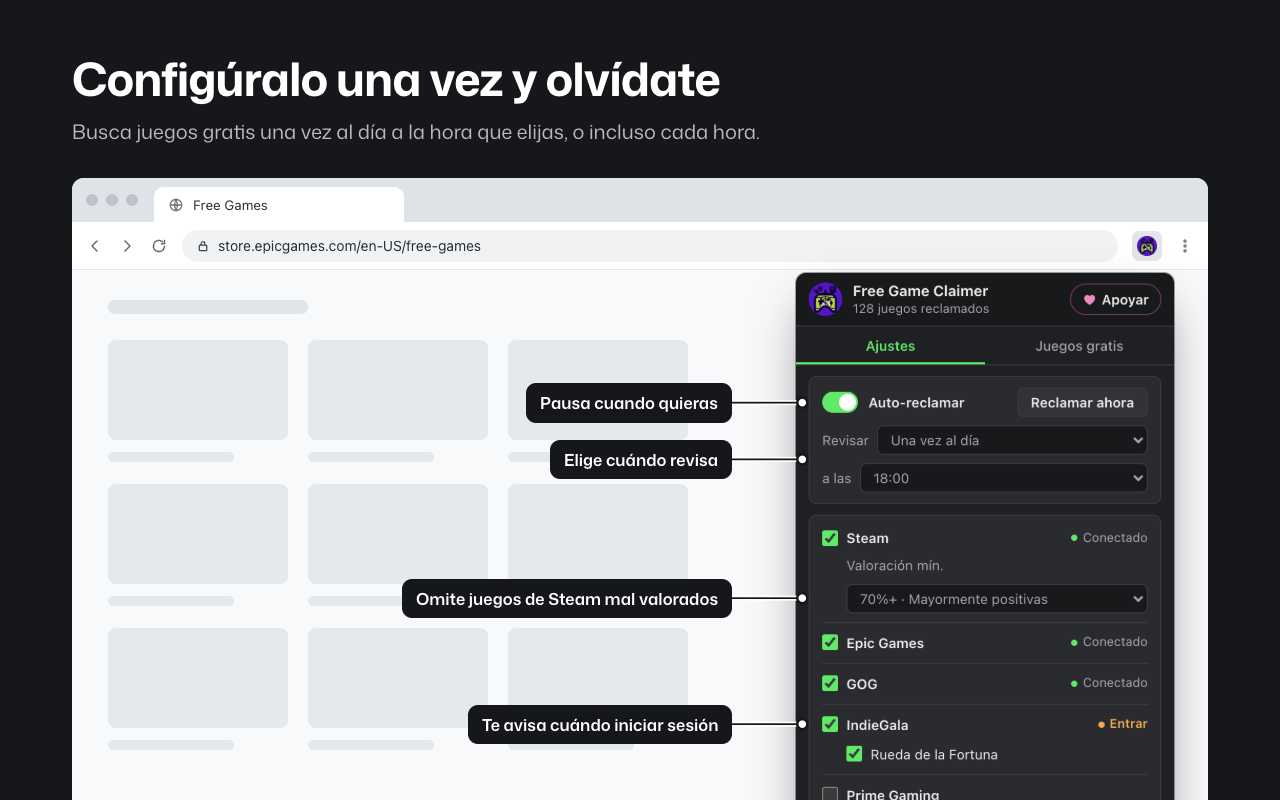 Configúralo una vez y olvídate
Busca juegos gratis una vez al día a la hora que elijas, o incluso cada hora.
Free Games
store.epicgames.com/en-US/free-games
Free Game Claimer
128 juegos reclamados
Apoyar
Ajustes
Juegos gratis
Pausa cuando quieras
Auto-reclamar
Reclamar ahora
Elige cuándo revisa
Revisar
Una vez al día
a las
18:00
Steam
Conectado
Valoración mín.
Omite juegos de Steam mal valorados
70%+ · Mayormente positivas
Epic Games
Conectado
GOG
Conectado
Te avisa cuándo iniciar sesión
IndieGala
Entrar
Rueda de la Fortuna
Prime Gaming